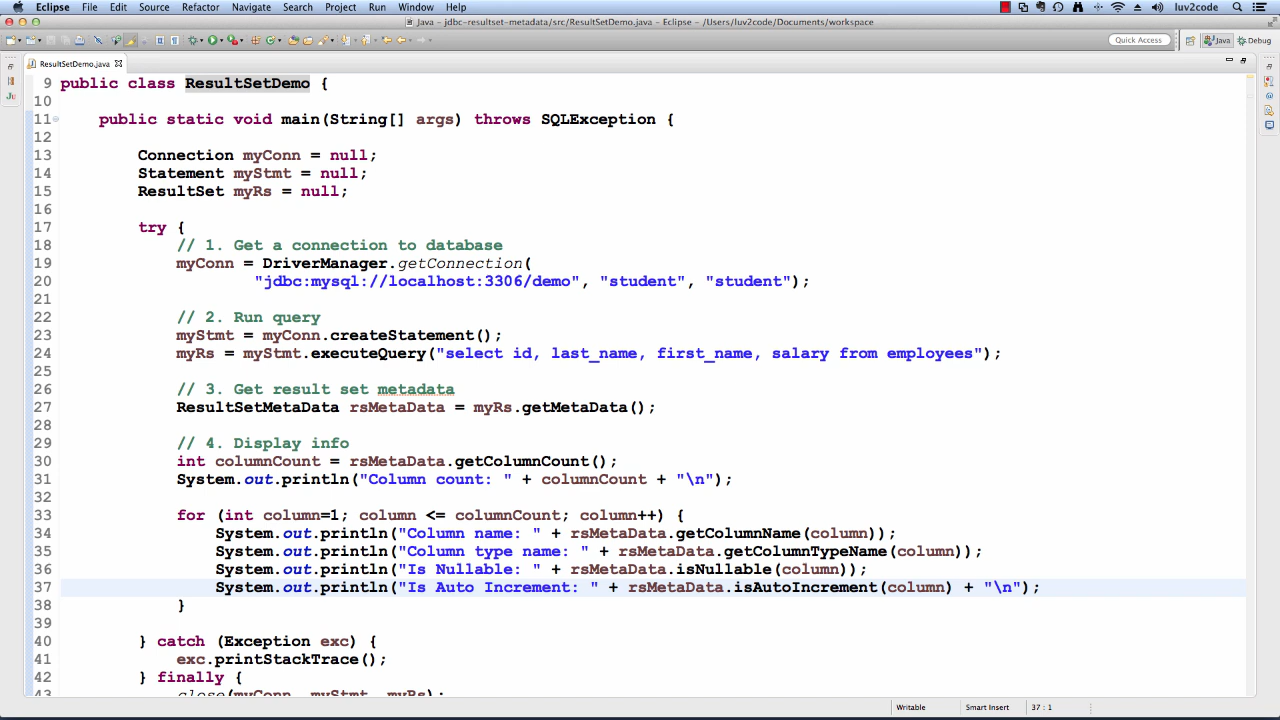 Eclipse File Edit Source Refactor Navigate Search Project Run Window Help luv2code
Java - jdbc-resultset-metadata/src/ResultSetDemo.java - Eclipse - /Users/luv2code/Documents/workspace
Quick Access Java Debug
ResultSetDemo.java
9 public class ResultSetDemo {
10
11 public static void main(String[] args) throws SQLException {
12
13 Connection myConn = null;
14 Statement myStmt = null;
15 ResultSet myRs = null;
16
17 try {
18 // 1. Get a connection to database
19 myConn = DriverManager.getConnection(
20 "jdbc:mysql://localhost:3306/demo", "student", "student");
21
22 // 2. Run query
23 myStmt = myConn.createStatement();
24 myRs = myStmt.executeQuery("select id, last_name, first_name, salary from employees");
25
26 // 3. Get result set metadata
27 ResultSetMetaData rsMetaData = myRs.getMetaData();
28
29 // 4. Display info
30 int columnCount = rsMetaData.getColumnCount();
31 System.out.println("Column count: " + columnCount + "\n");
32
33 for (int column=1; column <= columnCount; column++) {
34 System.out.println("Column name: " + rsMetaData.getColumnName(column));
35 System.out.println("Column type name: " + rsMetaData.getColumnTypeName(column));
36 System.out.println("Is Nullable: " + rsMetaData.isNullable(column));
37 System.out.println("Is Auto Increment: " + rsMetaData.isAutoIncrement(column) + "\n");
38 }
39
40 } catch (Exception exc) {
41 exc.printStackTrace();
42 } finally {
43 close(myConn, myStmt, myRs);
Writable Smart Insert 37 : 1